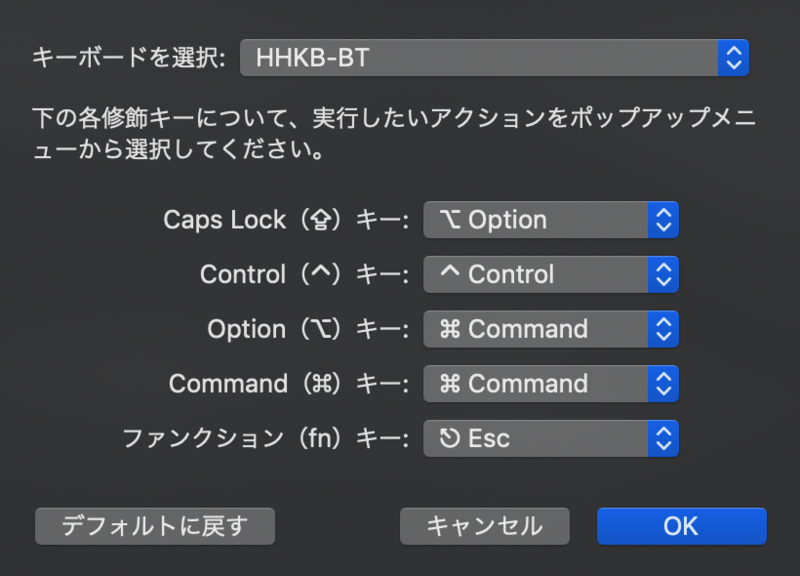 キーボードを選択: HHKB-BT
下の各修飾キーについて、実行したいアクションをポップアップメニ
ューから選択してください。
Caps Lock（⇪）キー: ⌥ Option
Control（^）キー: ^ Control
Option（⌥）キー: ⌘ Command
Command（⌘）キー: ⌘ Command
ファンクション（fn）キー: ⎋ Esc
デフォルトに戻す キャンセル OK